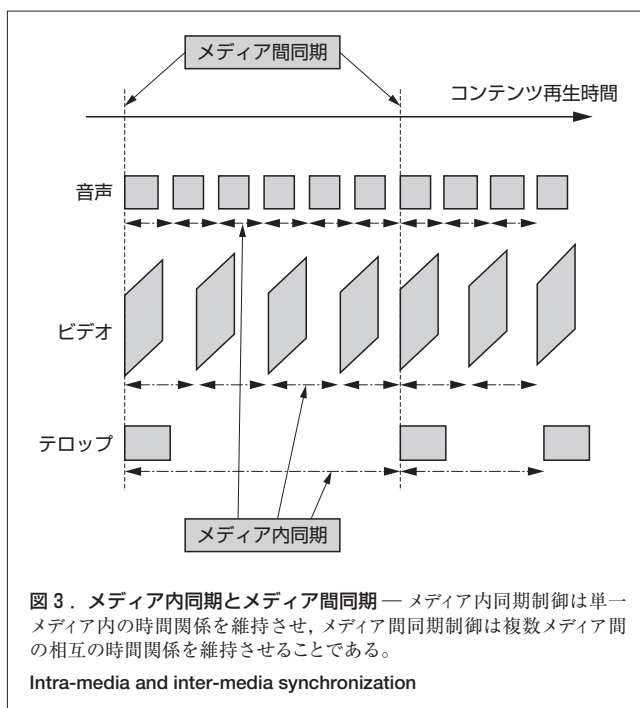 メディア間同期
コンテンツ再生時間
音声
ビデオ
テロップ
メディア内同期
図3．メディア内同期とメディア間同期 ― メディア内同期制御は単一
メディア内の時間関係を維持させ，メディア間同期制御は複数メディア間
の相互の時間関係を維持させることである。
Intra-media and inter-media synchronization